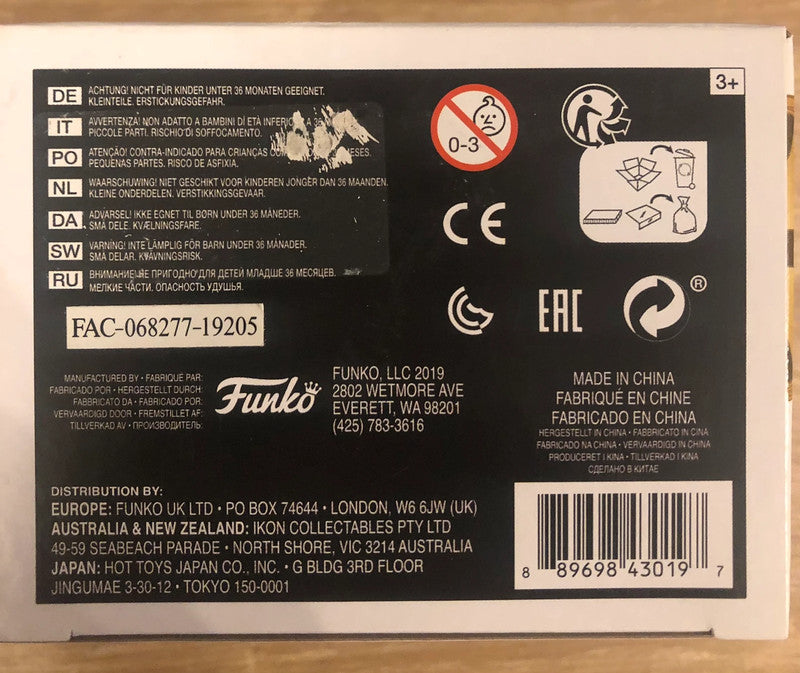 3+
DE ACHTUNG! NICHT FÜR KINDER UNTER 36 MONATEN GEEIGNET.
KLEINTEILE. ERSTICKUNGSGEFAHR.
IT AVVERTENZA! NON ADATTO A BAMBINI DI ETÀ INFERIO A 36
PICCOLE PARTI. RISCHIO DI SOFFOCAMENTO.
PO ATENÇÃO! CONTRA-INDICADO PARA CRIANÇAS COM MESES.
PEQUENAS PARTES. RISCO DE ASFIXIA.
NL WAARSCHUWING! NIET GESCHIKT VOOR KINDEREN JONGER DAN 36 MAANDEN.
KLEINE ONDERDELEN. VERSTIKKINGSGEVAAR.
DA ADVARSEL! IKKE EGNET TIL BØRN UNDER 36 MÅNEDER.
SMÅ DELE. KVÆLNINGSFARE.
SW VARNING! INTE LÄMPLIG FÖR BARN UNDER 36 MÅNADER.
SMÅ DELAR. KVÄVNINGSRISK.
RU ВНИМАНИЕ! НЕ ПРИГОДНО ДЛЯ ДЕТЕЙ МЛАДШЕ 36 МЕСЯЦЕВ.
МЕЛКИЕ ЧАСТИ. ОПАСНОСТЬ УДУШЬЯ.
0-3
CE
EAC
®
FAC-068277-19205
MANUFACTURED BY • FABRIQUÉ PAR:
FABRICADO POR • HERGESTELLT DURCH:
FABBRICATO DA • FABRICADO POR:
VERVAARDIGD DOOR • FREMSTILLET AF:
TILLVERKAD AV • ПРОИЗВОДИТЕЛЬ:
Funko
FUNKO, LLC 2019
2802 WETMORE AVE
EVERETT, WA 98201
(425) 783-3616
MADE IN CHINA
FABRIQUÉ EN CHINE
FABRICADO EN CHINA
HERGESTELLT IN CHINA • FABBRICATO IN CINA
FABRICADO NA CHINA • VERVAARDIGD IN CHINA
PRODUCERET I KINA • TILLVERKAD I KINA
СДЕЛАНО В КИТАЕ
DISTRIBUTION BY:
EUROPE: FUNKO UK LTD • PO BOX 74644 • LONDON, W6 6JW (UK)
AUSTRALIA & NEW ZEALAND: IKON COLLECTABLES PTY LTD
49-59 SEABEACH PARADE • NORTH SHORE, VIC 3214 AUSTRALIA
JAPAN: HOT TOYS JAPAN CO., INC. • G BLDG 3RD FLOOR
JINGUMAE 3-30-12 • TOKYO 150-0001
8 89698 43019 7